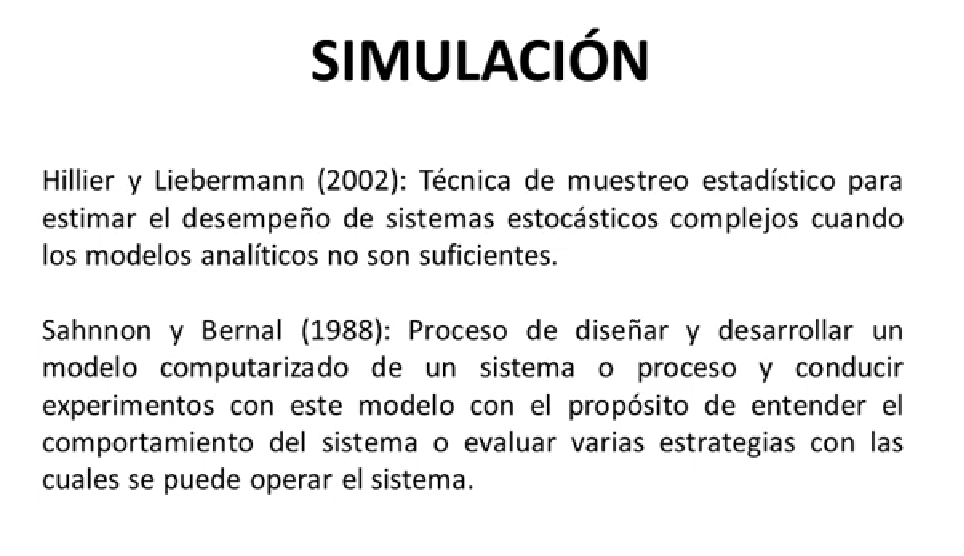 SIMULACIÓN
Hillier y Liebermann (2002): Técnica de muestreo estadístico para
estimar el desempeño de sistemas estocásticos complejos cuando
los modelos analíticos no son suficientes.
Sahnnon y Bernal (1988): Proceso de diseñar y desarrollar un
modelo computarizado de un sistema o proceso y conducir
experimentos con este modelo con el propósito de entender el
comportamiento del sistema o evaluar varias estrategias con las
cuales se puede operar el sistema.